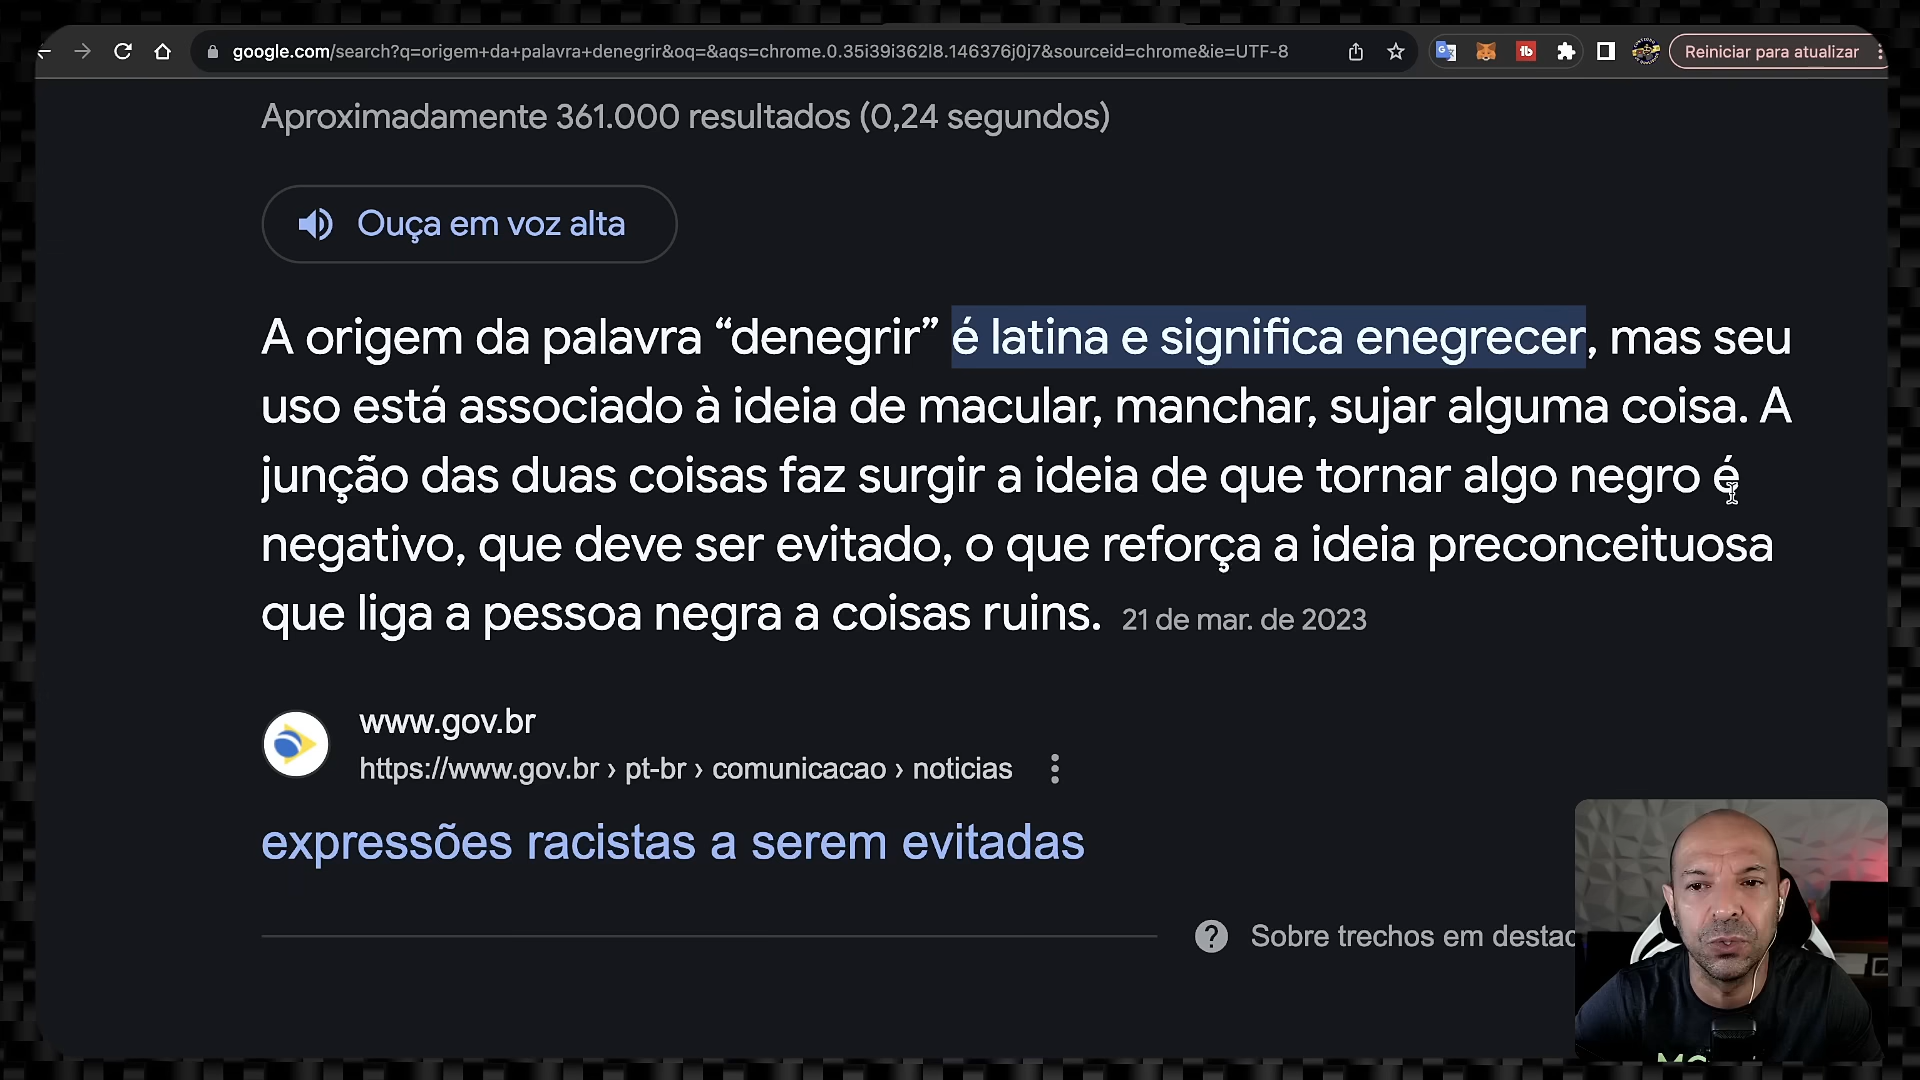 google.com/search?q=origem+da+palavra+denegrir&oq=&aqs=chrome.0.35i39i362l8.146376j0j7&sourceid=chrome&ie=UTF-8
Reiniciar para atualizar
Aproximadamente 361.000 resultados (0,24 segundos)
Ouça em voz alta
A origem da palavra “denegrir” é latina e significa enegrecer, mas seu
uso está associado à ideia de macular, manchar, sujar alguma coisa. A
junção das duas coisas faz surgir a ideia de que tornar algo negro é
negativo, que deve ser evitado, o que reforça a ideia preconceituosa
que liga a pessoa negra a coisas ruins. 21 de mar. de 2023
www.gov.br
https://www.gov.br › pt-br › comunicacao › noticias
expressões racistas a serem evitadas
Sobre trechos em destac